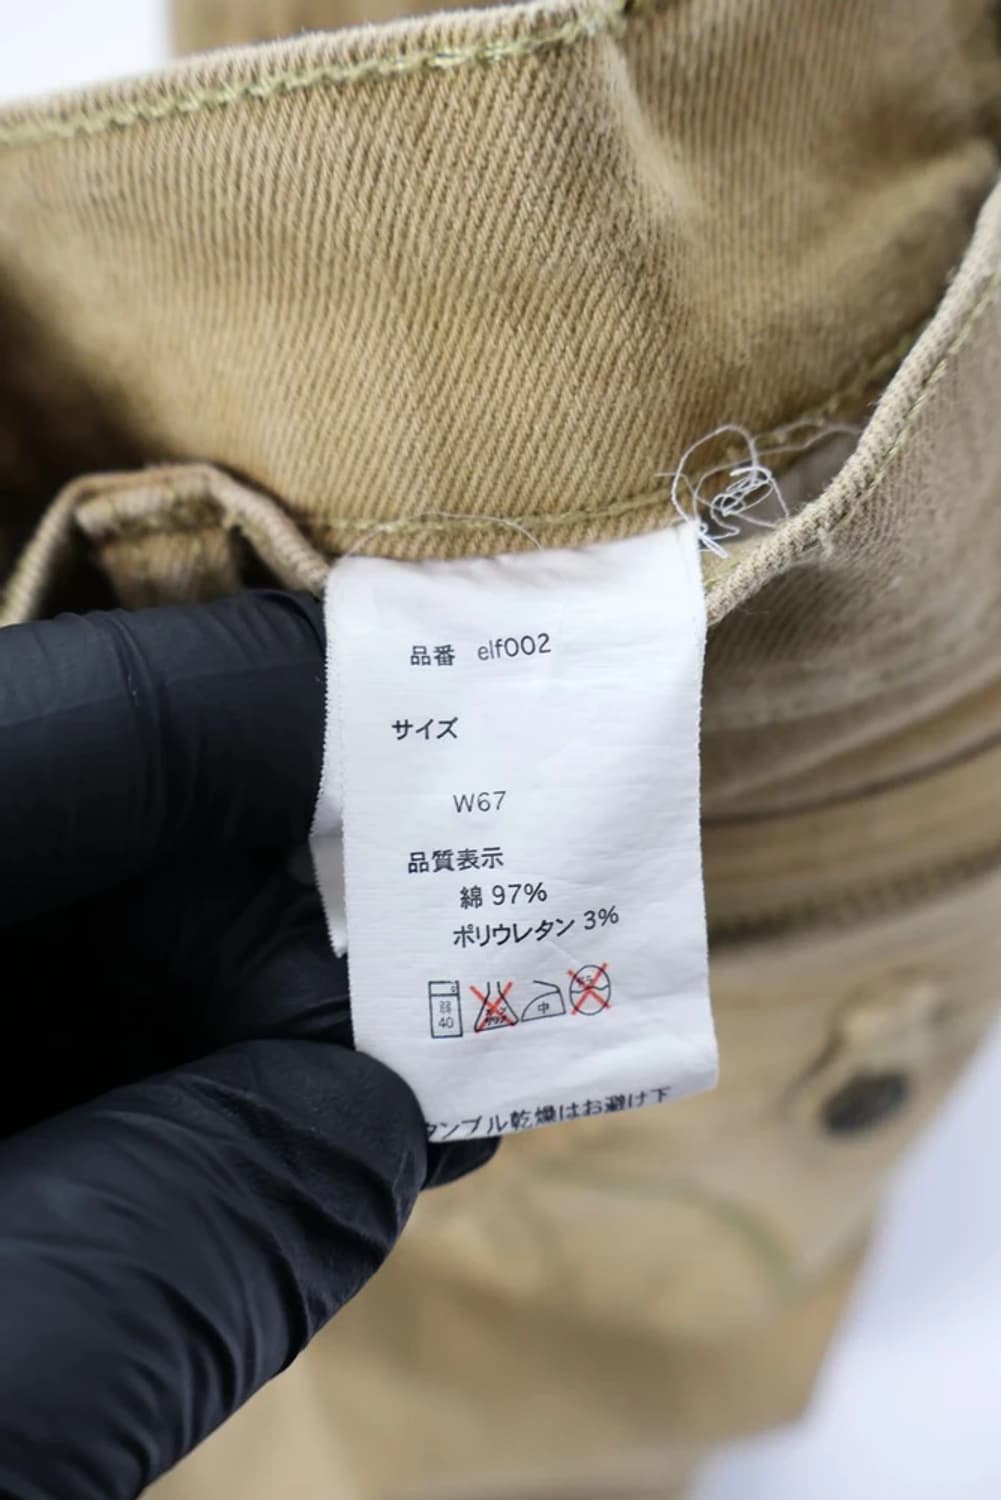 品番 elf002
サイズ
W67
品質表示
綿 97%
ポリウレタン 3%
弱 40 中
タンブル乾燥はお避け下